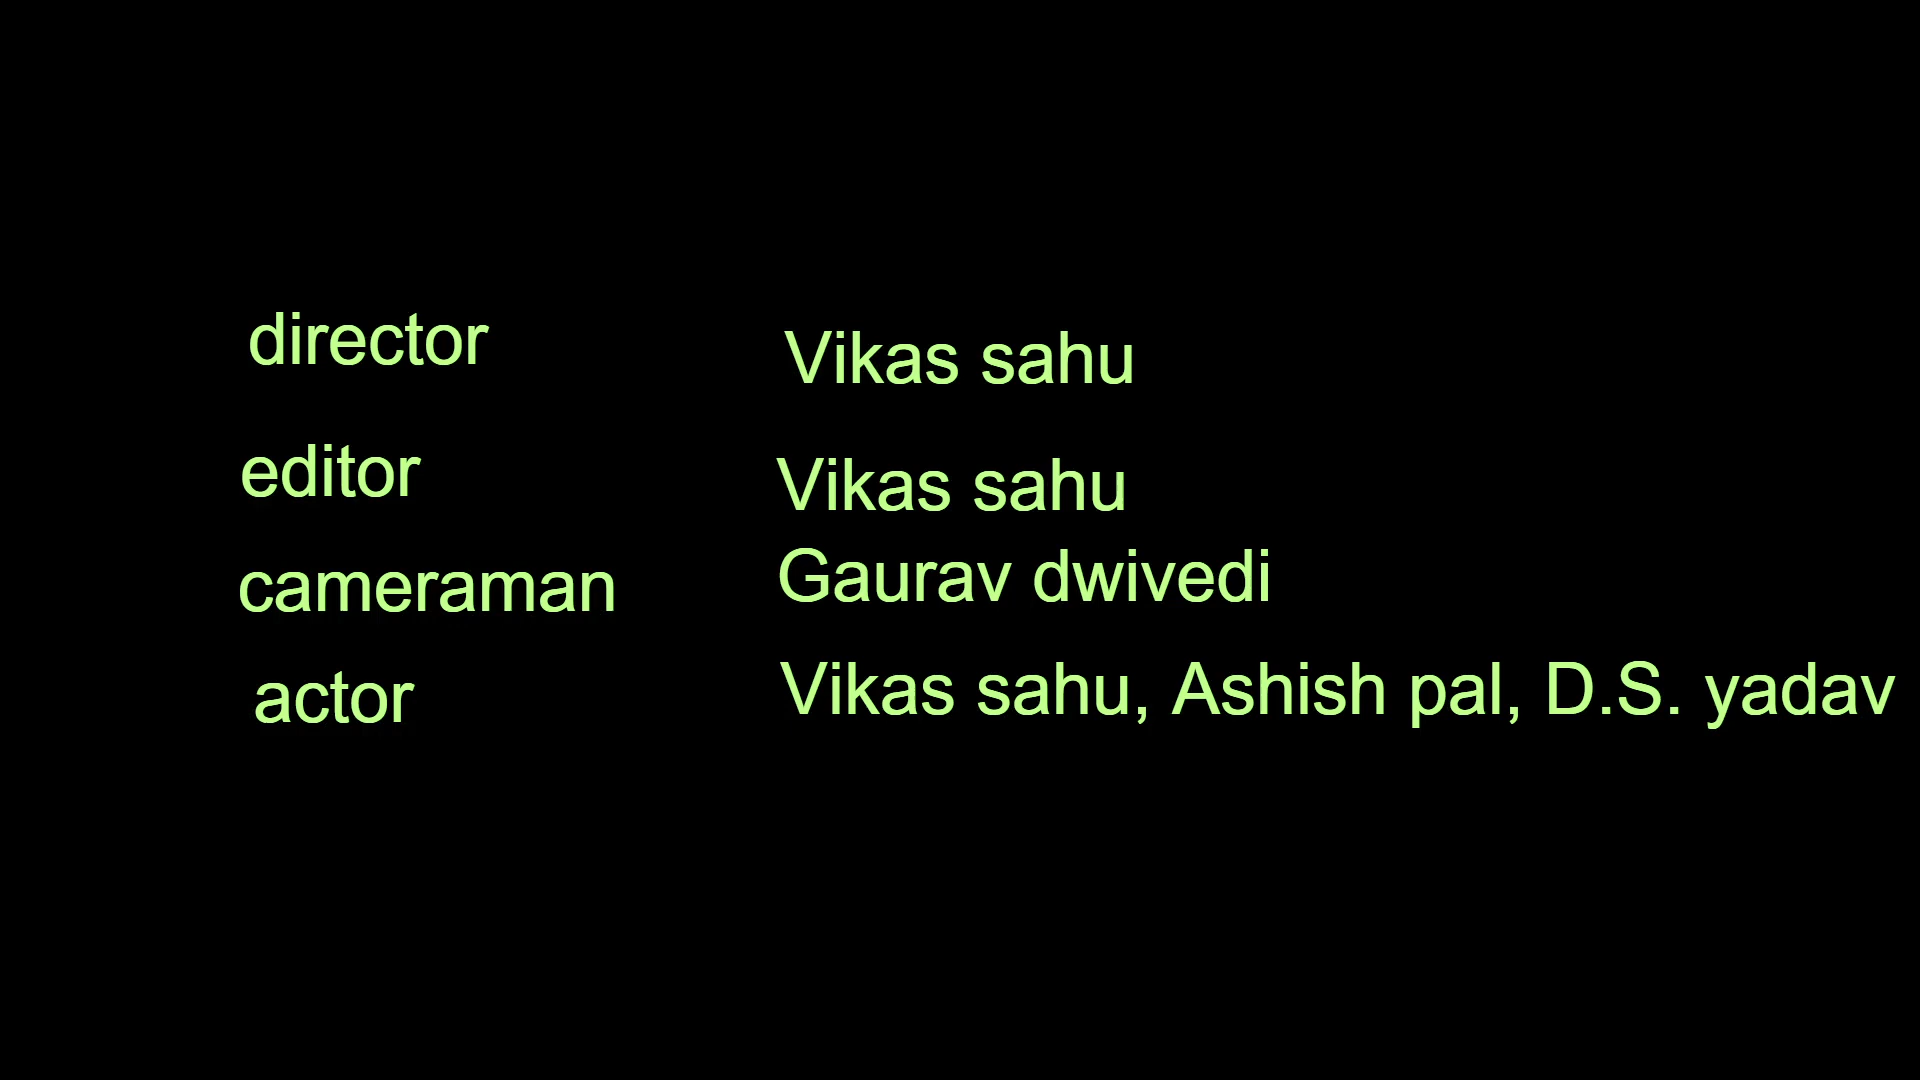 director Vikas sahu
editor Vikas sahu
cameraman Gaurav dwivedi
actor Vikas sahu, Ashish pal, D.S. yadav